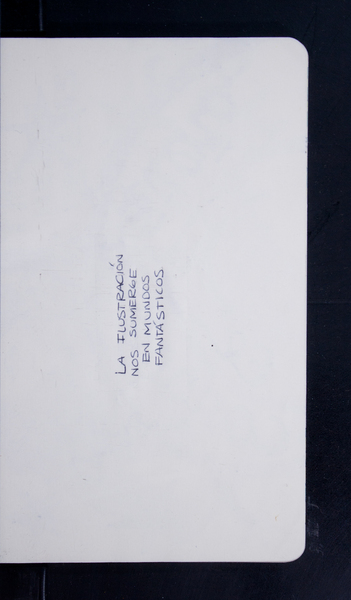 LA ILUSTRACIÓN
NOS SUMERGE
EN MUNDOS
FANTÁSTICOS